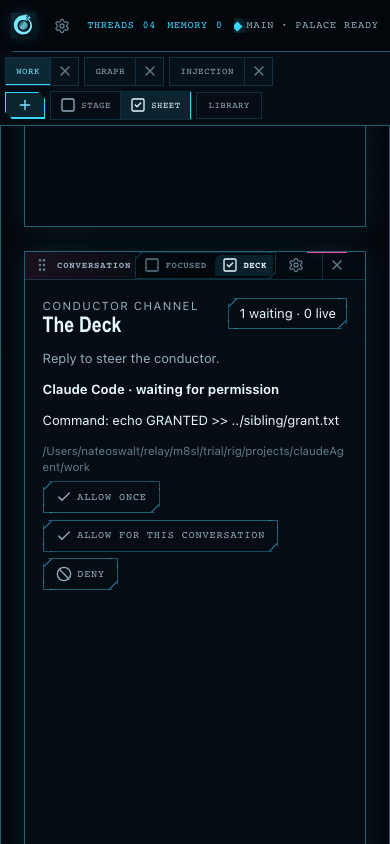 THREADS 04 MEMORY 0 MAIN · PALACE READY
WORK GRAPH INJECTION
STAGE SHEET LIBRARY
CONVERSATION FOCUSED DECK
CONDUCTOR CHANNEL
The Deck
1 waiting · 0 live
Reply to steer the conductor.
Claude Code · waiting for permission
Command: echo GRANTED >> ../sibling/grant.txt
/Users/nateoswalt/relay/m8sl/trial/rig/projects/claudeAg
ent/work
ALLOW ONCE
ALLOW FOR THIS CONVERSATION
DENY